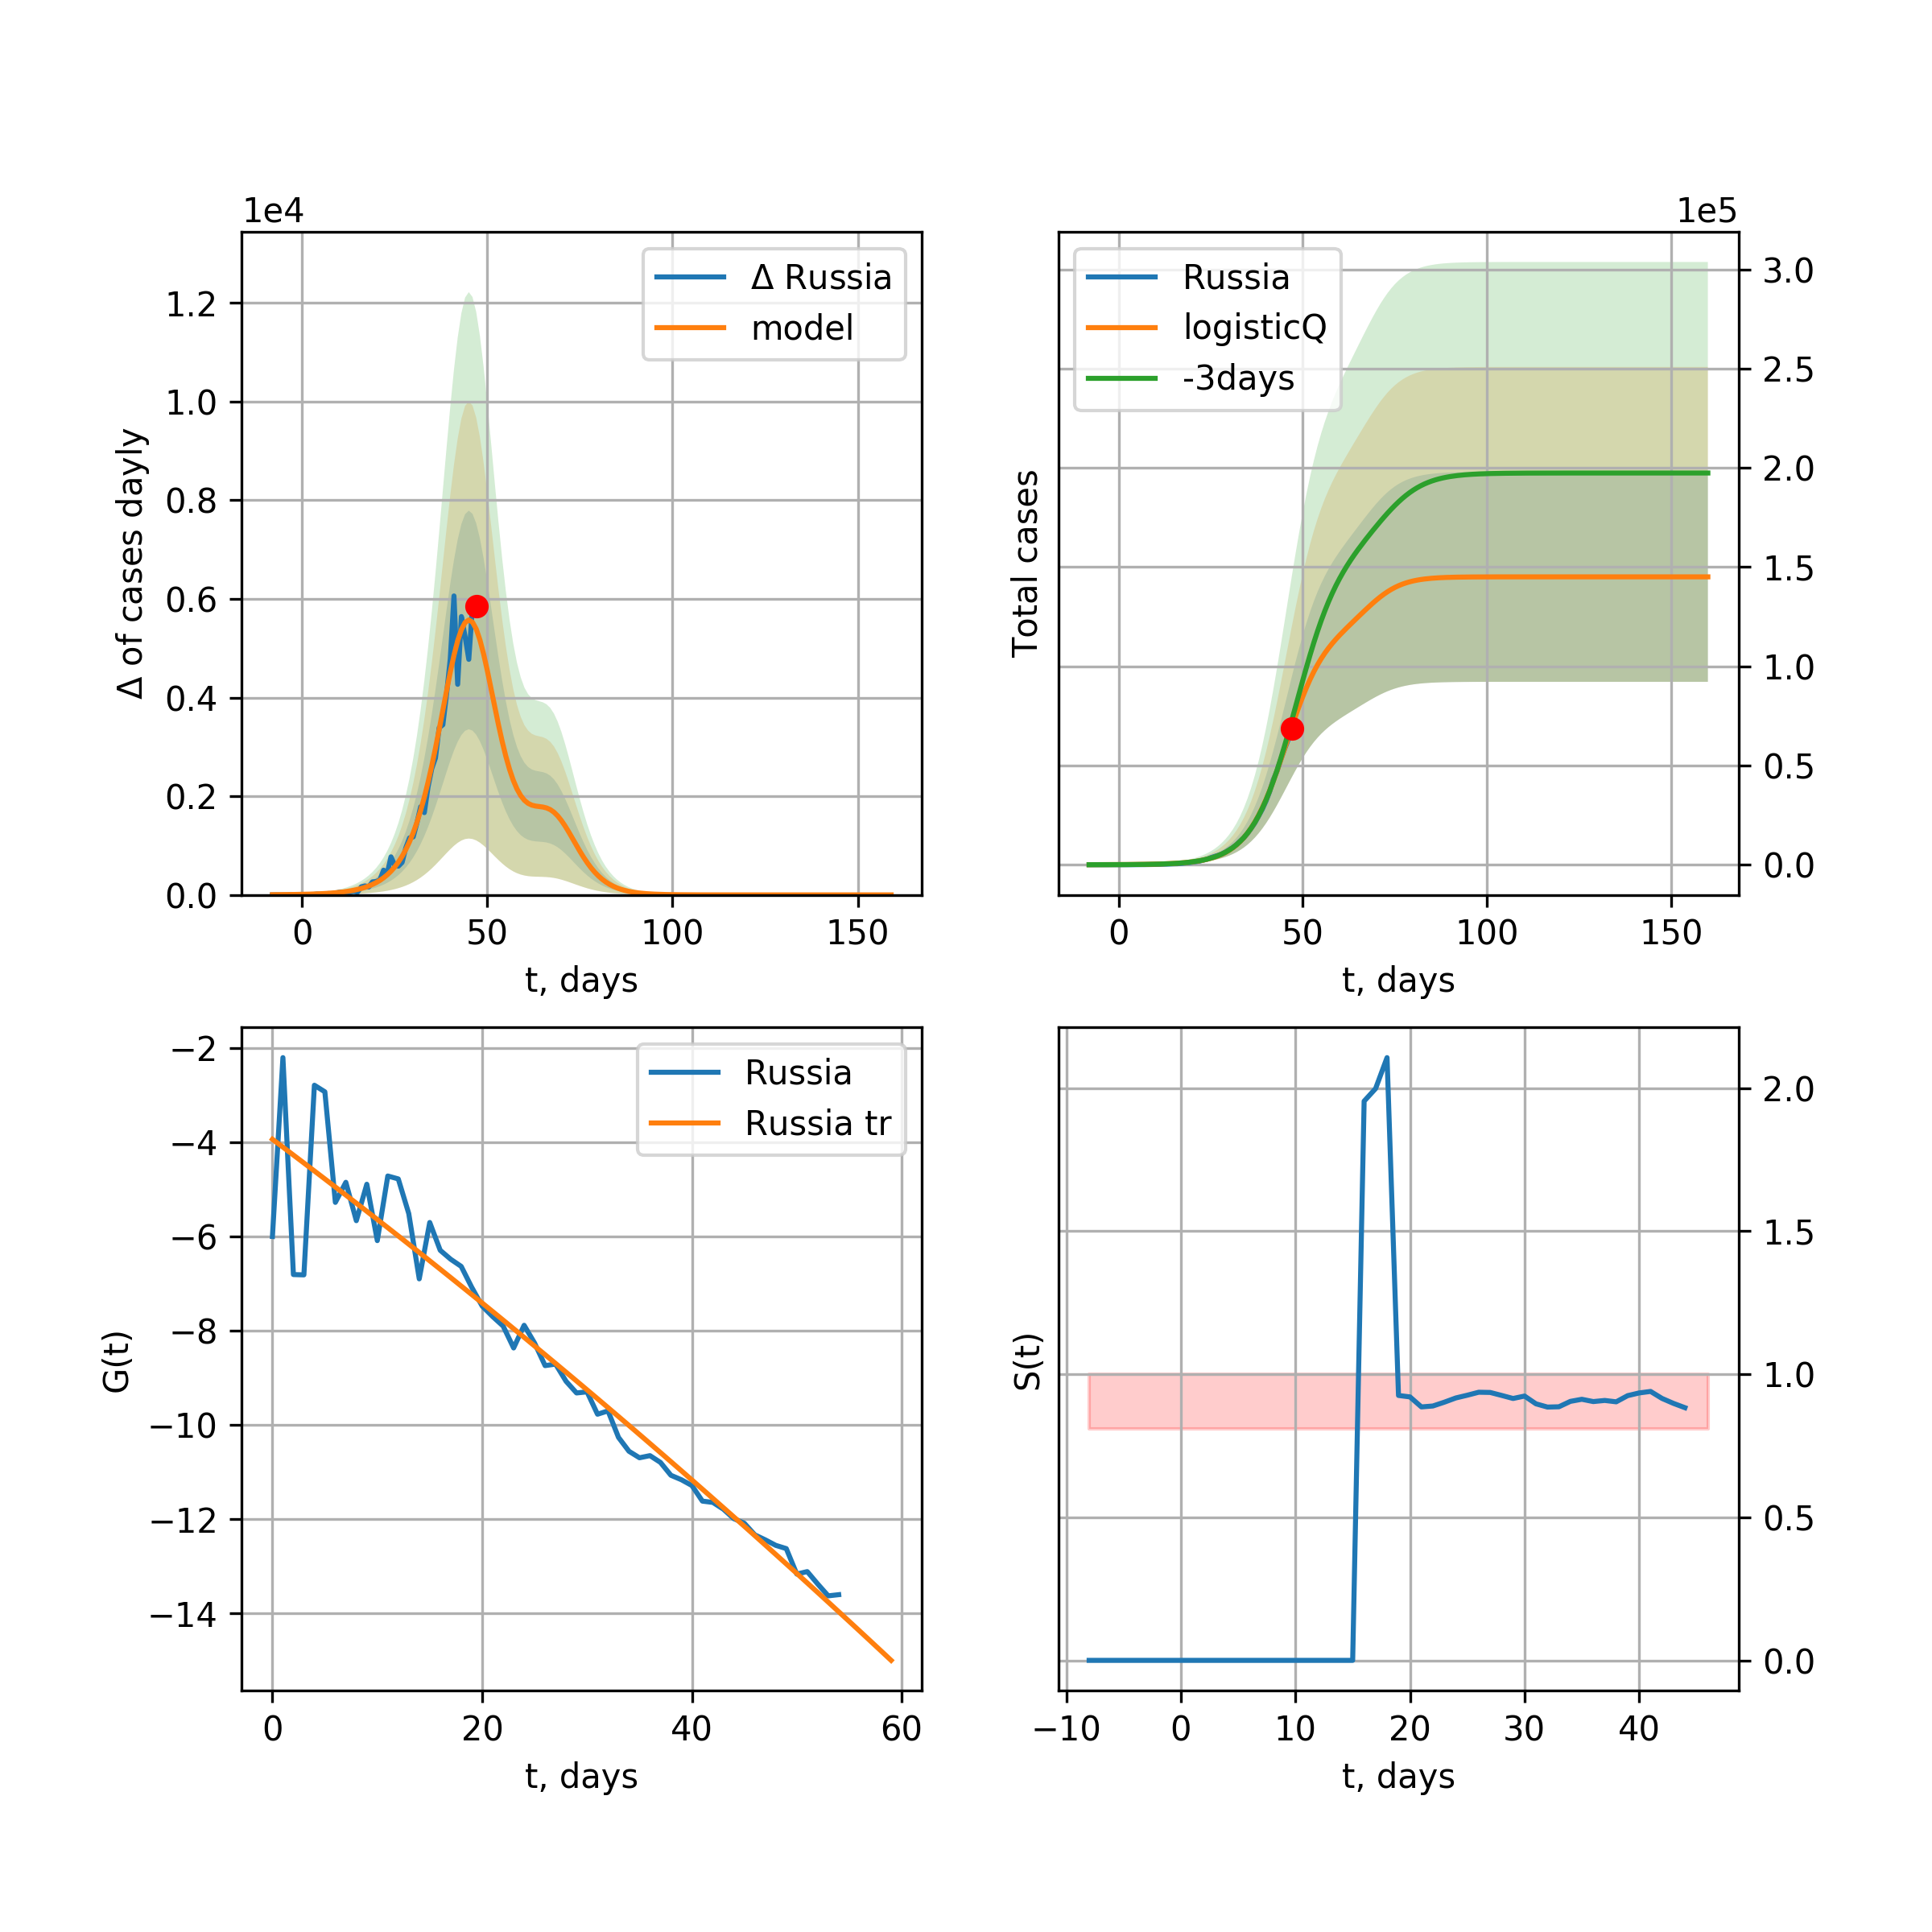 1e4
Δ of cases dayly
1.2
1.0
0.8
0.6
0.4
0.2
0.0
0 50 100 150
t, days
Δ Russia
model
1e5
Total cases
3.0
2.5
2.0
1.5
1.0
0.5
0.0
0 50 100 150
t, days
Russia
logisticQ
-3days
G(t)
−2
−4
−6
−8
−10
−12
−14
0 20 40 60
t, days
Russia
Russia tr
S(t)
2.0
1.5
1.0
0.5
0.0
−10 0 10 20 30 40
t, days